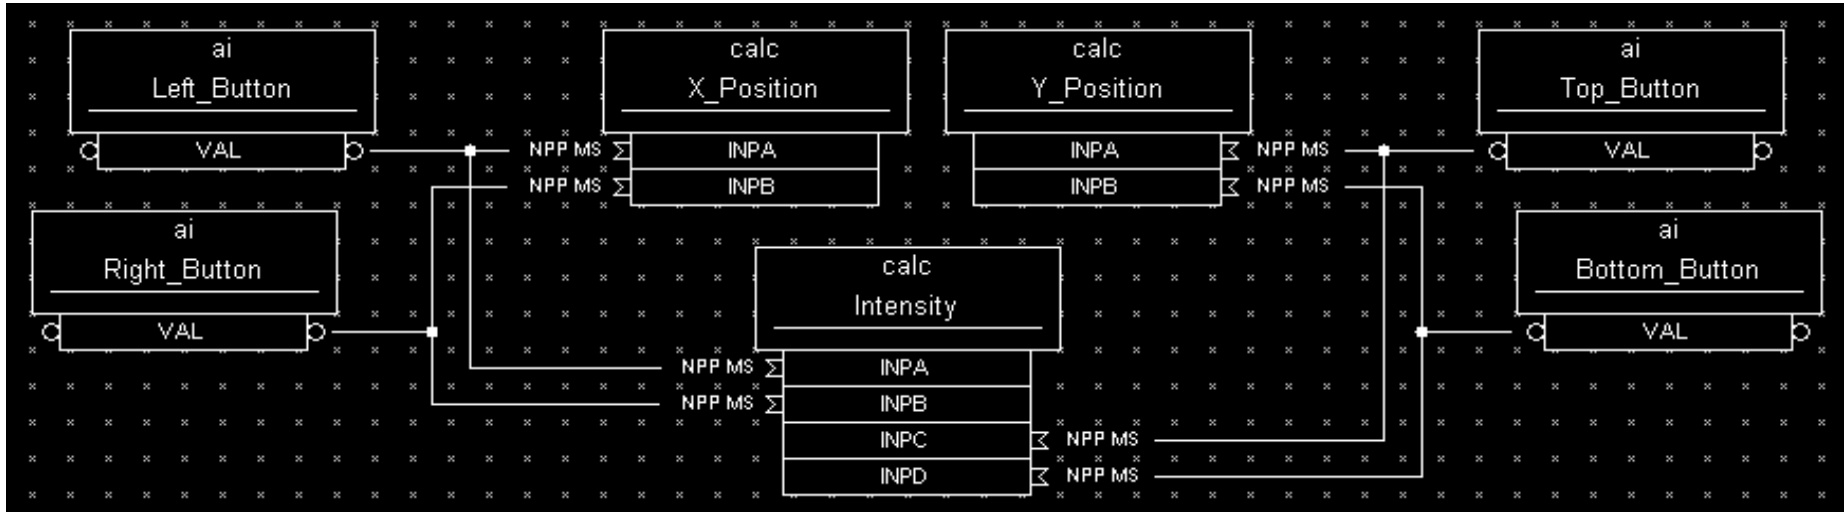 ai
Left_Button
VAL
ai
Right_Button
VAL
calc
X_Position
NPP MS INPA
NPP MS INPB
calc
Y_Position
INPA NPP MS
INPB NPP MS
calc
Intensity
NPP MS INPA
NPP MS INPB
INPC NPP MS
INPD NPP MS
ai
Top_Button
VAL
ai
Bottom_Button
VAL